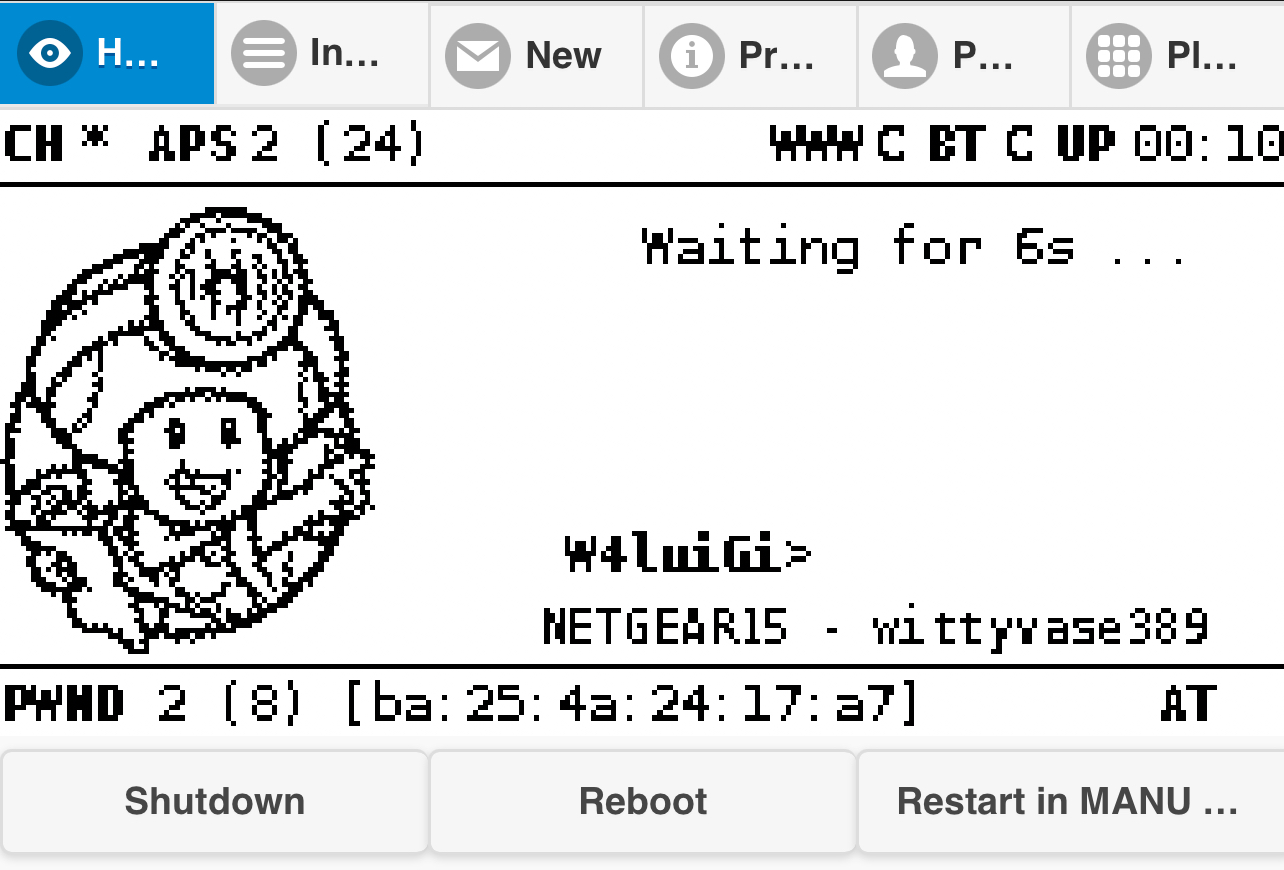 H...
In...
New
Pr...
P...
Pl...
CH * APS 2 (24) WWW C BT C UP 00:10
Waiting for 6s ...
W4luiGi>
NETGEAR15 - wittyvase389
PWND 2 (8) [ba:25:4a:24:17:a7] AT
Shutdown
Reboot
Restart in MANU ...